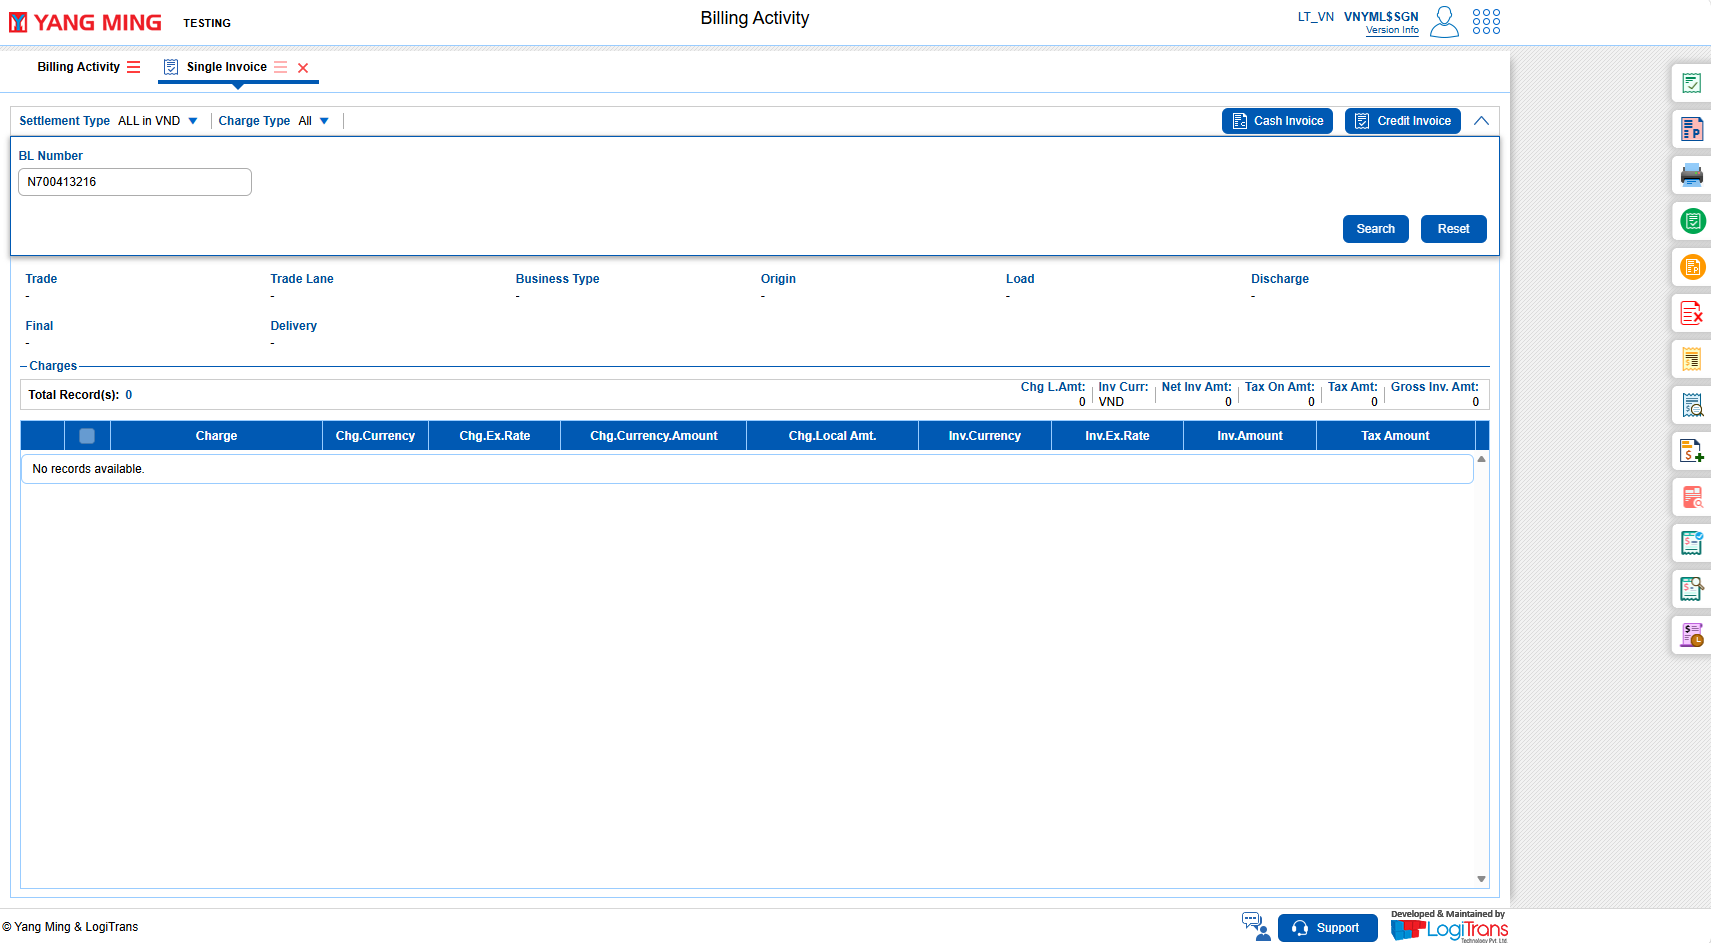 YANG MING TESTING Billing Activity LT_VN VNYML$SGN
Version Info
Billing Activity Single Invoice
Settlement Type ALL in VND Charge Type All Cash Invoice Credit Invoice
BL Number
N700413216
Search Reset
Trade Trade Lane Business Type Origin Load Discharge
- - - - - -
Final Delivery
- -
Charges
Total Record(s): 0
Chg L.Amt: Inv Curr: Net Inv Amt: Tax On Amt: Tax Amt: Gross Inv. Amt:
0 VND 0 0 0 0
Charge Chg.Currency Chg.Ex.Rate Chg.Currency.Amount Chg.Local Amt. Inv.Currency Inv.Ex.Rate Inv.Amount Tax Amount
No records available.
© Yang Ming & LogiTrans Support
Developed & Maintained by
LogiTrans
Technology Pvt. Ltd.